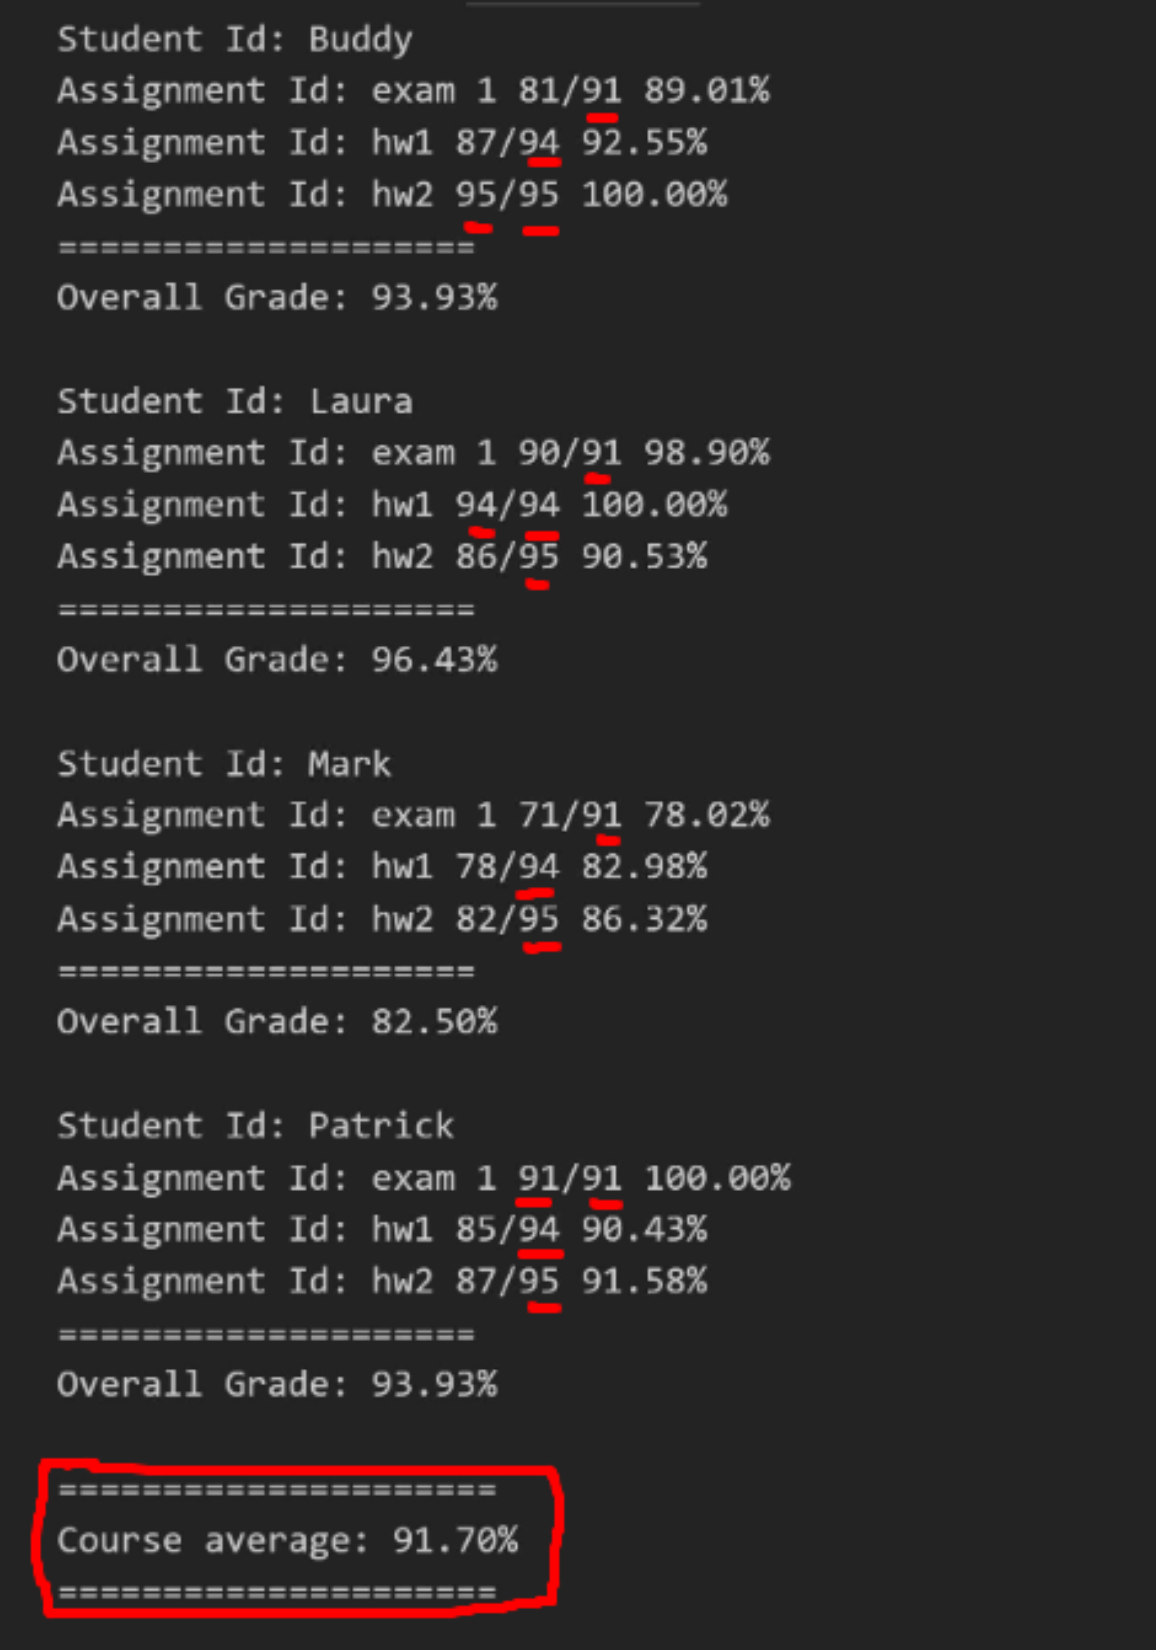 Student Id: Buddy
Assignment Id: exam 1 81/91 89.01%
Assignment Id: hw1 87/94 92.55%
Assignment Id: hw2 95/95 100.00%
====================
Overall Grade: 93.93%
Student Id: Laura
Assignment Id: exam 1 90/91 98.90%
Assignment Id: hw1 94/94 100.00%
Assignment Id: hw2 86/95 90.53%
====================
Overall Grade: 96.43%
Student Id: Mark
Assignment Id: exam 1 71/91 78.02%
Assignment Id: hw1 78/94 82.98%
Assignment Id: hw2 82/95 86.32%
====================
Overall Grade: 82.50%
Student Id: Patrick
Assignment Id: exam 1 91/91 100.00%
Assignment Id: hw1 85/94 90.43%
Assignment Id: hw2 87/95 91.58%
====================
Overall Grade: 93.93%
=====================
Course average: 91.70%
=====================